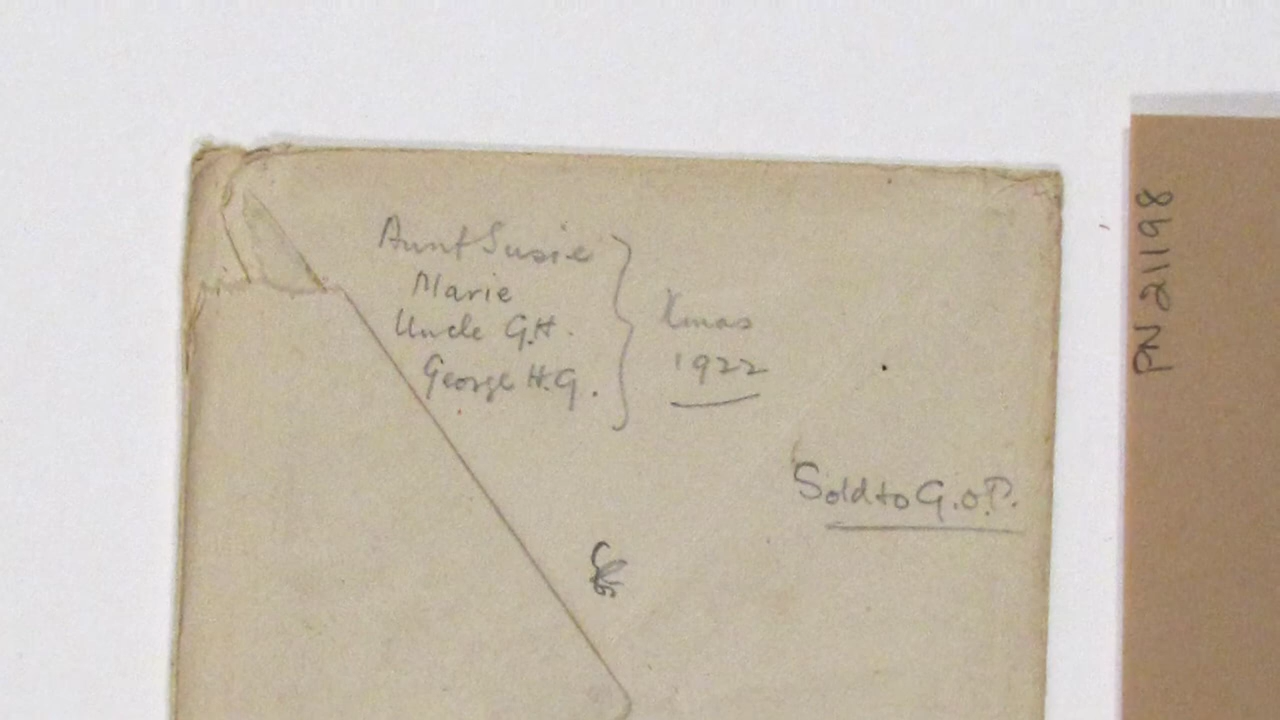 Aunt Susie
Marie
Uncle G.H.
George H.G.
Xmas
1922
Sold to G.O.P.
PN 21198